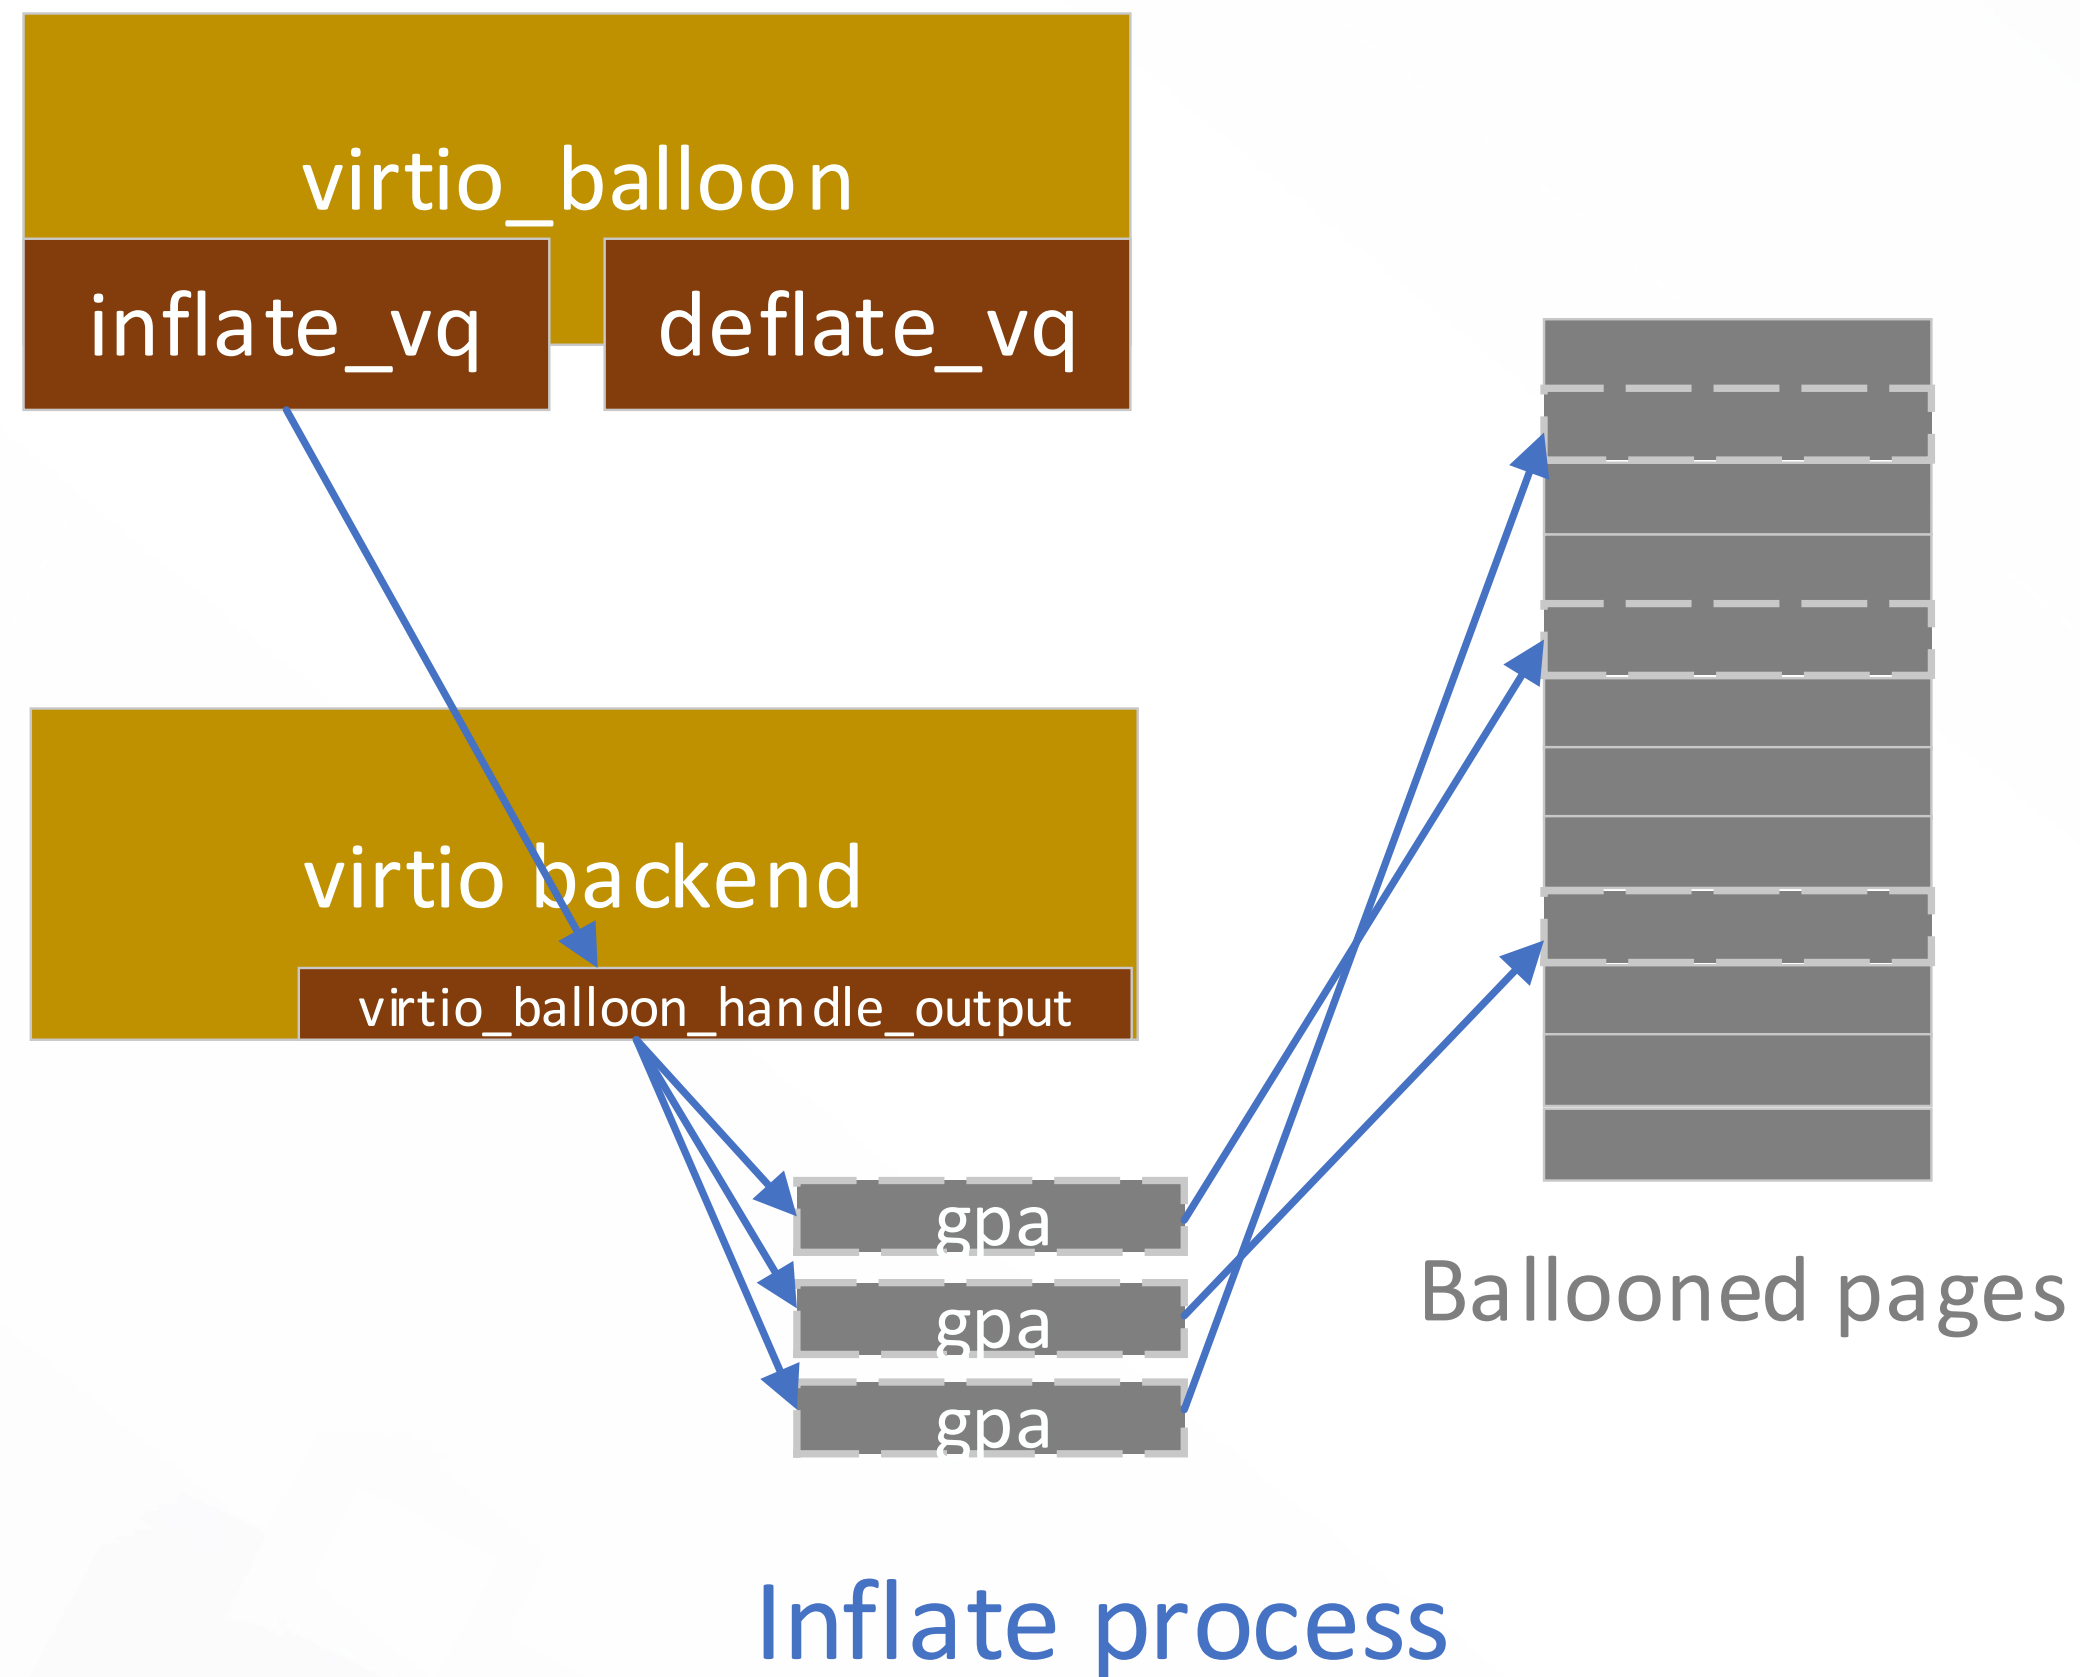 virtio_balloon
inflate_vq
deflate_vq
virtio backend
virtio_balloon_handle_output
gpa
gpa
gpa
Ballooned pages
Inflate process